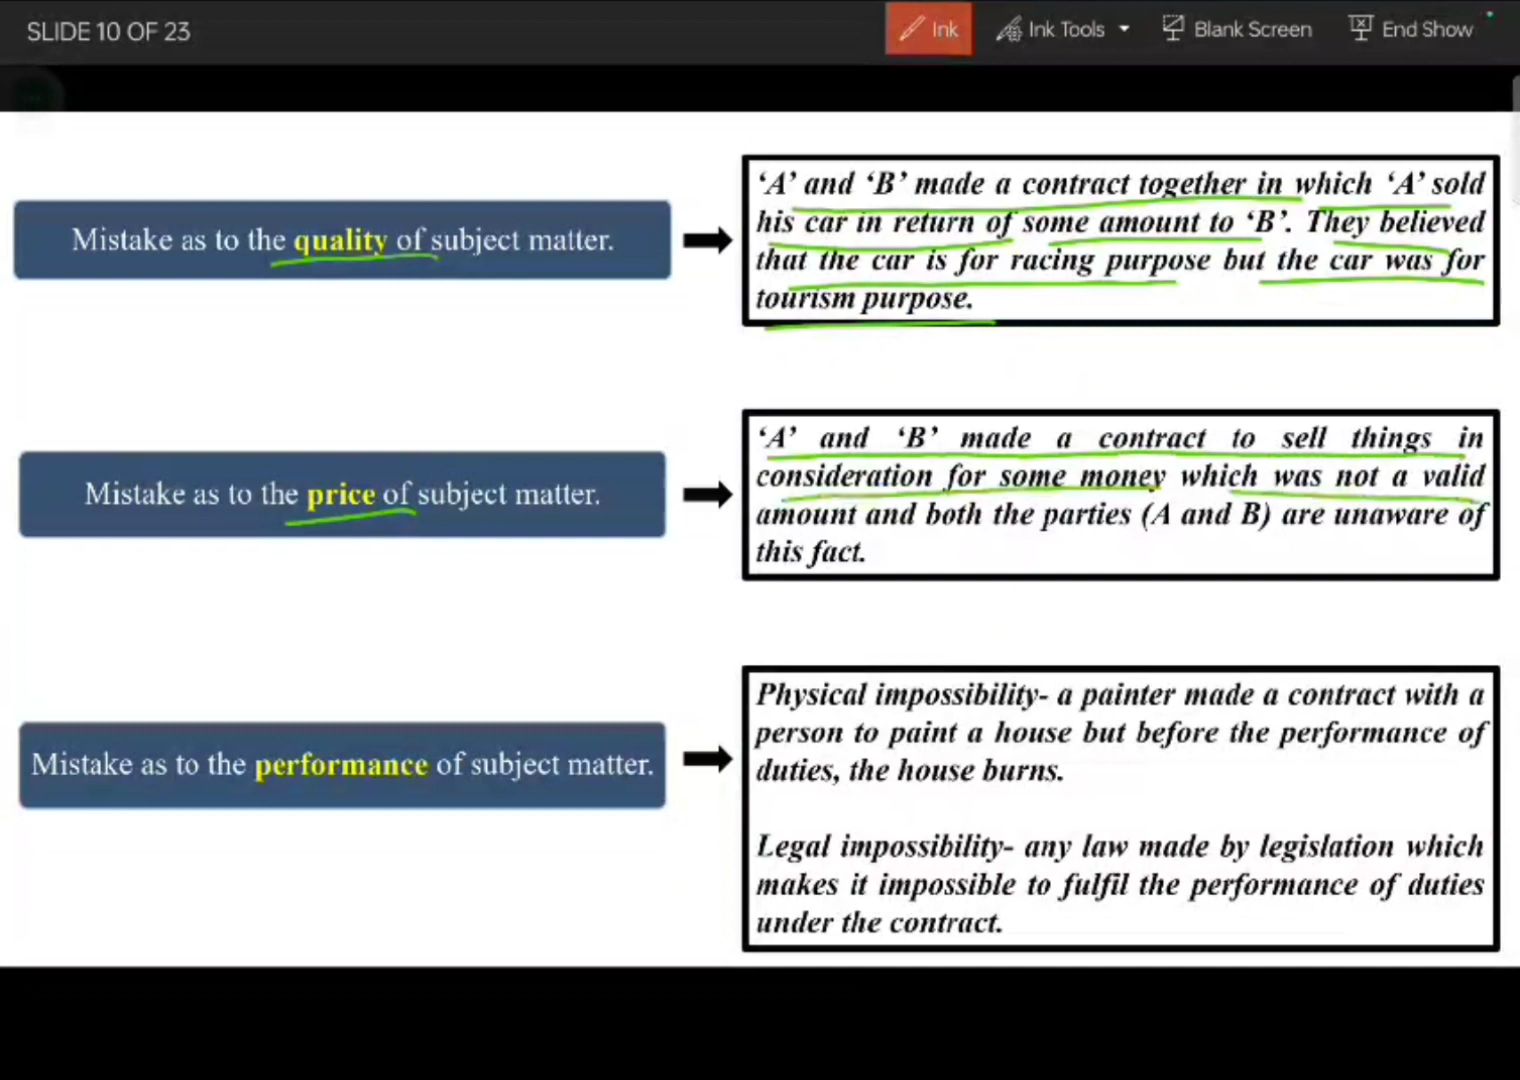 SLIDE 10 OF 23
Ink
Ink Tools
Blank Screen
End Show
Mistake as to the quality of subject matter.
‘A’ and ‘B’ made a contract together in which ‘A’ sold
his car in return of some amount to ‘B’. They believed
that the car is for racing purpose but the car was for
tourism purpose.
Mistake as to the price of subject matter.
‘A’ and ‘B’ made a contract to sell things in
consideration for some money which was not a valid
amount and both the parties (A and B) are unaware of
this fact.
Mistake as to the performance of subject matter.
Physical impossibility- a painter made a contract with a
person to paint a house but before the performance of
duties, the house burns.
Legal impossibility- any law made by legislation which
makes it impossible to fulfil the performance of duties
under the contract.